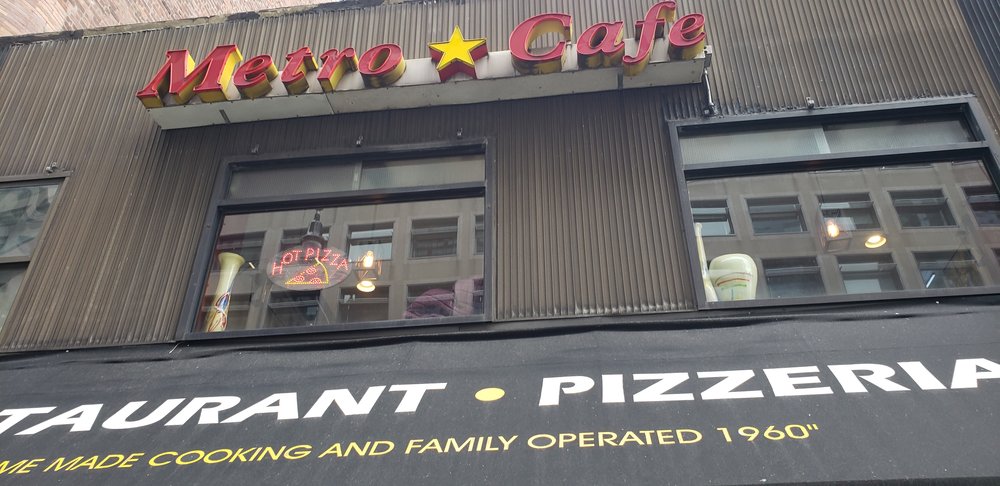 Metro Cafe
HOT PIZZA
TAURANT • PIZZERIA
ME MADE COOKING AND FAMILY OPERATED 1960"